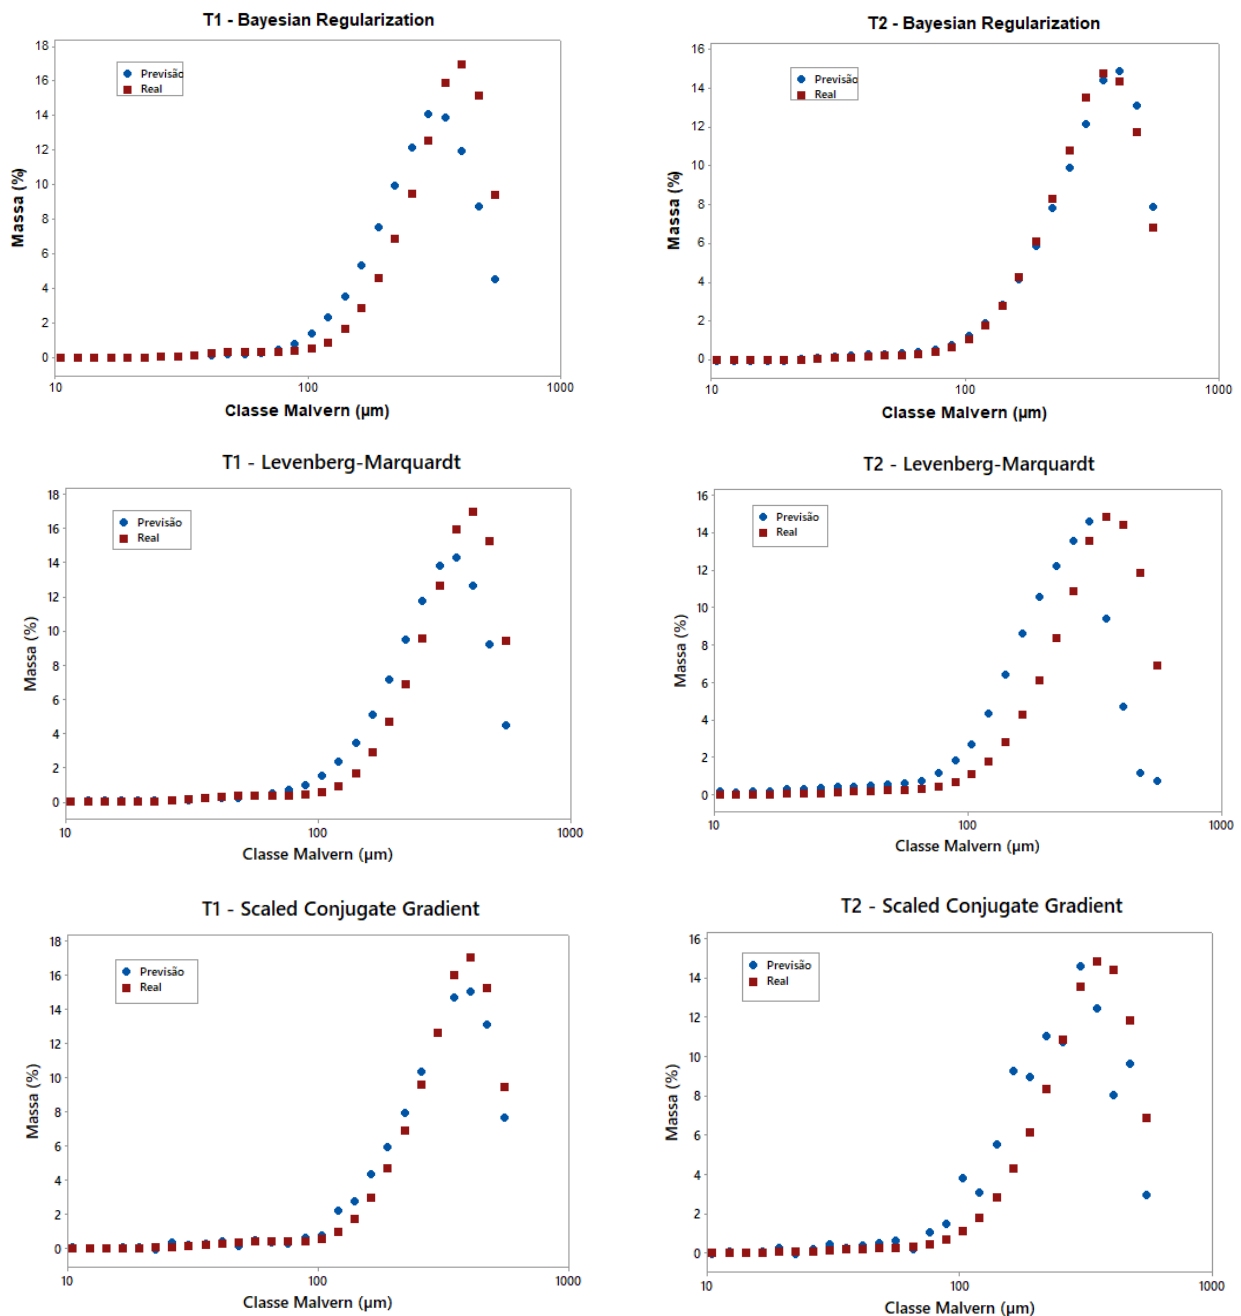 T1 - Bayesian Regularization
18
16
14
12
10
8
6
4
2
0
Massa (%)
Previsão
Real
10
100
1000
Classe Malvern (µm)
T2 - Bayesian Regularization
16
14
12
10
8
6
4
2
0
Massa (%)
Previsão
Real
10
100
1000
Classe Malvern (µm)
T1 - Levenberg-Marquardt
18
16
14
12
10
8
6
4
2
0
Massa (%)
Previsão
Real
10
100
1000
Classe Malvern (µm)
T2 - Levenberg-Marquardt
16
14
12
10
8
6
4
2
0
Massa (%)
Previsão
Real
10
100
1000
Classe Malvern (µm)
T1 - Scaled Conjugate Gradient
18
16
14
12
10
8
6
4
2
0
Massa (%)
Previsão
Real
10
100
1000
Classe Malvern (µm)
T2 - Scaled Conjugate Gradient
16
14
12
10
8
6
4
2
0
Massa (%)
Previsão
Real
10
100
1000
Classe Malvern (µm)